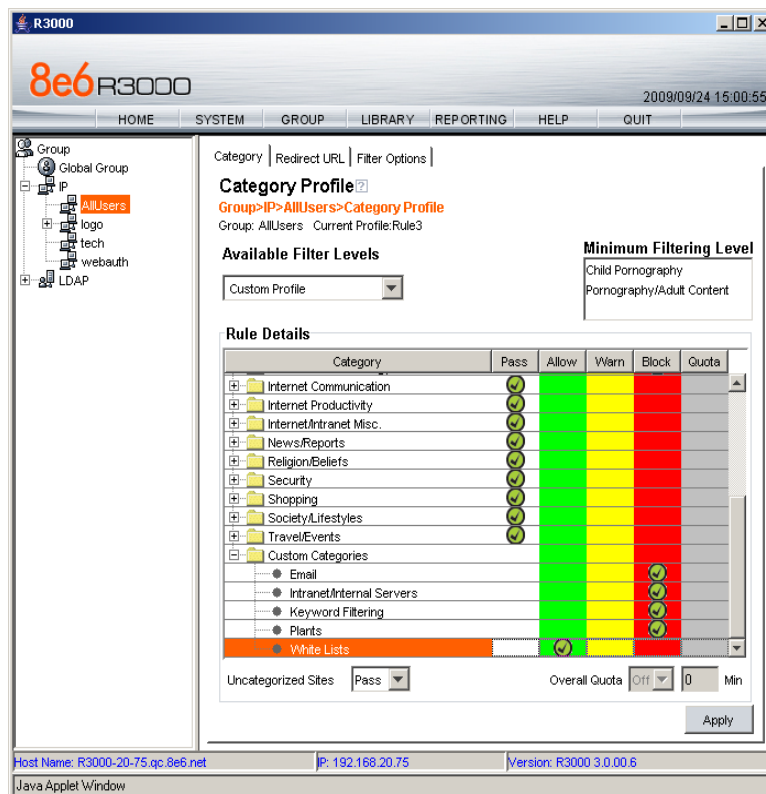 R3000
8e6 R3000
2009/09/24 15:00:55
HOME SYSTEM GROUP LIBRARY REPORTING HELP QUIT
Group
Global Group
IP
AllUsers
logo
tech
webauth
LDAP
Category Redirect URL Filter Options
Category Profile ?
Group>IP>AllUsers>Category Profile
Group: AllUsers Current Profile:Rule3
Available Filter Levels
Custom Profile
Minimum Filtering Level
Child Pornography
Pornography/Adult Content
Rule Details
Category Pass Allow Warn Block Quota
Internet Communication
Internet Productivity
Internet/Intranet Misc.
News/Reports
Religion/Beliefs
Security
Shopping
Society/Lifestyles
Travel/Events
Custom Categories
Email
Intranet/Internal Servers
Keyword Filtering
Plants
White Lists
Uncategorized Sites Pass Overall Quota Off 0 Min
Apply
Host Name: R3000-20-75.qc.8e6.net IP: 192.168.20.75 Version: R3000 3.0.00.6
Java Applet Window